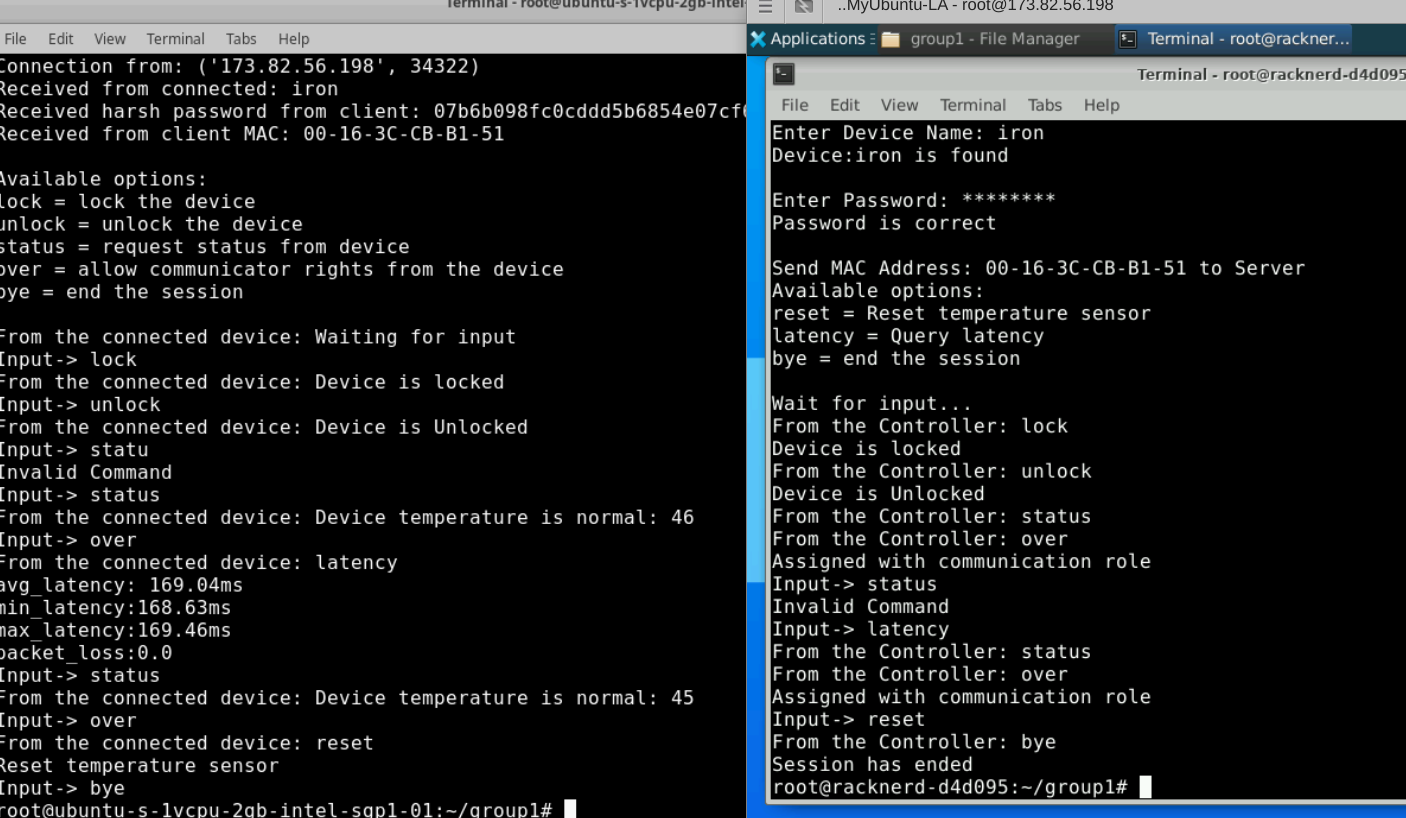 Terminal - root@ubuntu-s-1vcpu-2gb-intel-
File Edit View Terminal Tabs Help
Connection from: ('173.82.56.198', 34322)
Received from connected: iron
Received harsh password from client: 07b6b098fc0cddd5b6854e07cf6
Received from client MAC: 00-16-3C-CB-B1-51
Available options:
lock = lock the device
unlock = unlock the device
status = request status from device
over = allow communicator rights from the device
bye = end the session
From the connected device: Waiting for input
Input-> lock
From the connected device: Device is locked
Input-> unlock
From the connected device: Device is Unlocked
Input-> statu
Invalid Command
Input-> status
From the connected device: Device temperature is normal: 46
Input-> over
From the connected device: latency
avg_latency: 169.04ms
min_latency:168.63ms
max_latency:169.46ms
packet_loss:0.0
Input-> status
From the connected device: Device temperature is normal: 45
Input-> over
From the connected device: reset
Reset temperature sensor
Input-> bye
root@ubuntu-s-1vcpu-2gb-intel-sgp1-01:~/group1#
..MyUbuntu-LA - root@173.82.56.198
Applications group1 - File Manager Terminal - root@rackner...
Terminal - root@racknerd-d4d095
File Edit View Terminal Tabs Help
Enter Device Name: iron
Device:iron is found
Enter Password: ********
Password is correct
Send MAC Address: 00-16-3C-CB-B1-51 to Server
Available options:
reset = Reset temperature sensor
latency = Query latency
bye = end the session
Wait for input...
From the Controller: lock
Device is locked
From the Controller: unlock
Device is Unlocked
From the Controller: status
From the Controller: over
Assigned with communication role
Input-> status
Invalid Command
Input-> latency
From the Controller: status
From the Controller: over
Assigned with communication role
Input-> reset
From the Controller: bye
Session has ended
root@racknerd-d4d095:~/group1#